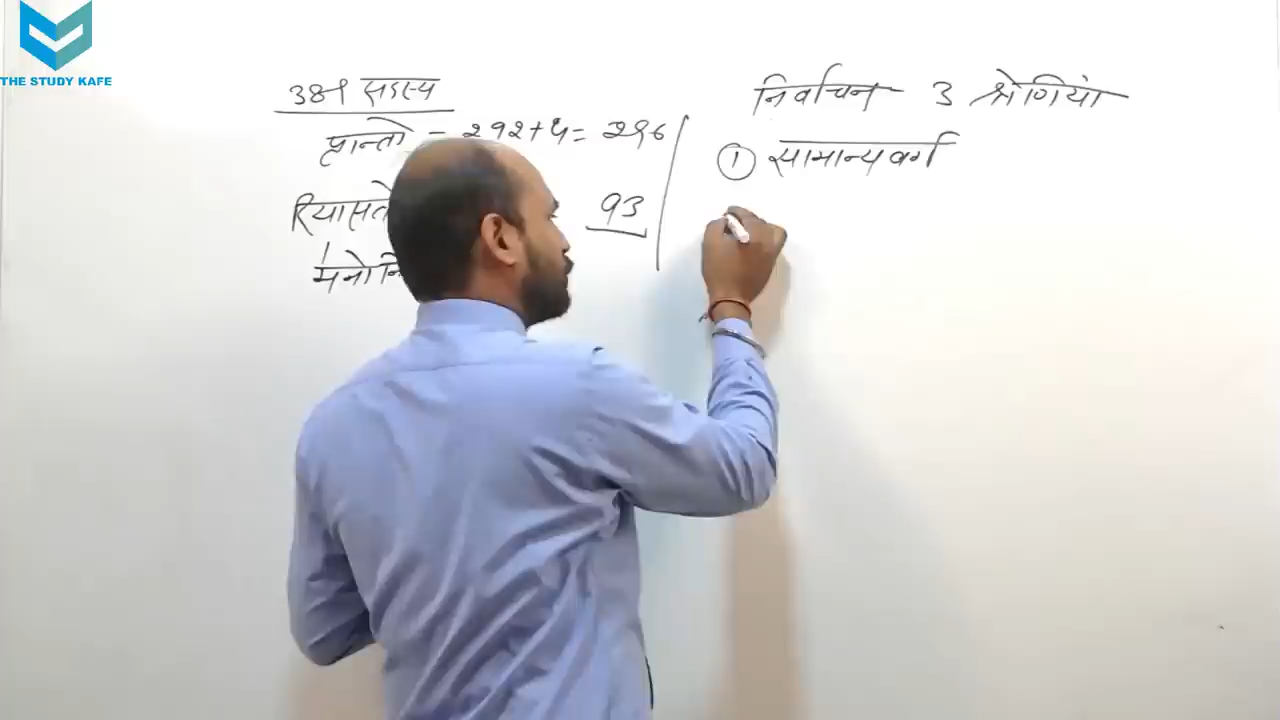 THE STUDY KAFE
389 सदस्य
प्रान्तो - 292+4= 296
रियासते 93
मनोनि
निर्वाचन 3 श्रेणियां
① सामान्य वर्ग